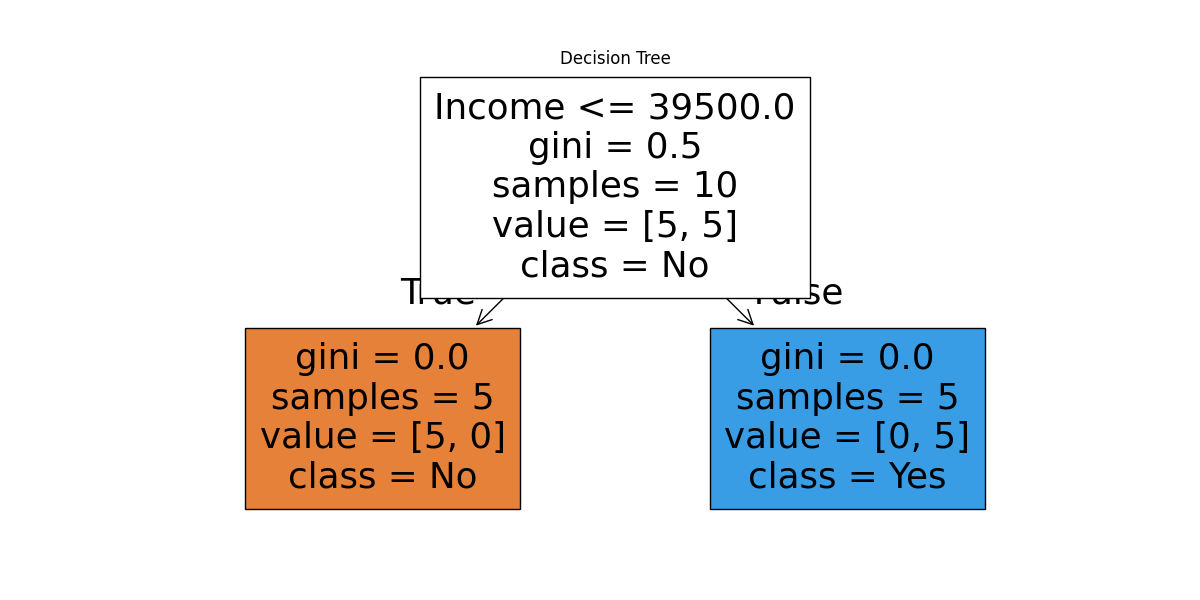 Decision Tree
Income <= 39500.0
gini = 0.5
samples = 10
value = [5, 5]
class = No
True
False
gini = 0.0
samples = 5
value = [5, 0]
class = No
gini = 0.0
samples = 5
value = [0, 5]
class = Yes